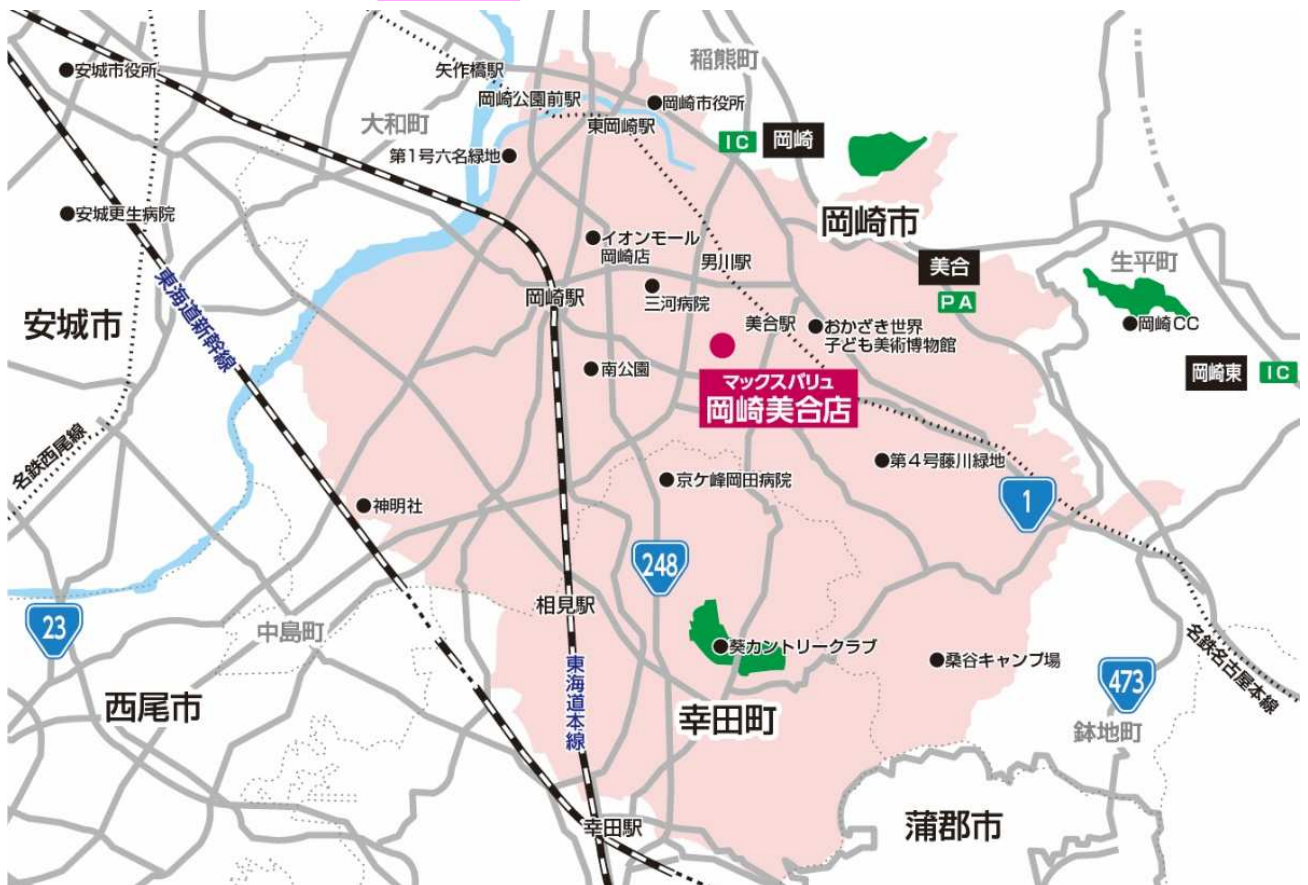 稲熊町
矢作橋駅
安城市役所
岡崎公園前駅
岡崎市役所
大和町
東岡崎駅
IC 岡崎
第1号六名緑地
安城更生病院
岡崎市
イオンモール
岡崎店
男川駅
美合
PA
生平町
東海道新幹線
岡崎駅
三河病院
安城市
美合駅
おかざき世界
子ども美術博物館
岡崎CC
南公園
岡崎東 IC
マックスバリュ
岡崎美合店
名鉄西尾線
第4号藤川緑地
京ケ峰岡田病院
神明社
1
248
相見駅
23
中島町
葵カントリークラブ
桑谷キャンプ場
名鉄名古屋本線
473
東海道本線
西尾市
幸田町
鉢地町
幸田駅
蒲郡市